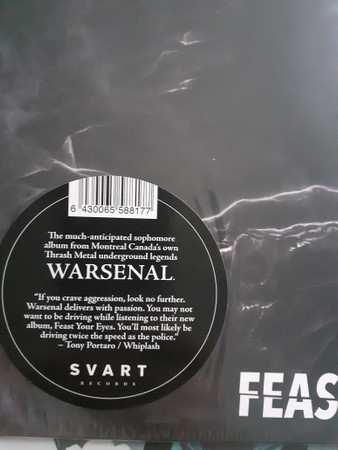 6 430065 588177
The much-anticipated sophomore
album from Montreal Canada's own
Thrash Metal underground legends
WARSENAL.
"If you crave aggression, look no further.
Warsenal delivers with passion. You may not
want to be driving while listening to their new
album, Feast Your Eyes. You'll most likely be
driving twice the speed as the police."
– Tony Portaro / Whiplash
SVART
RECORDS
FEAS